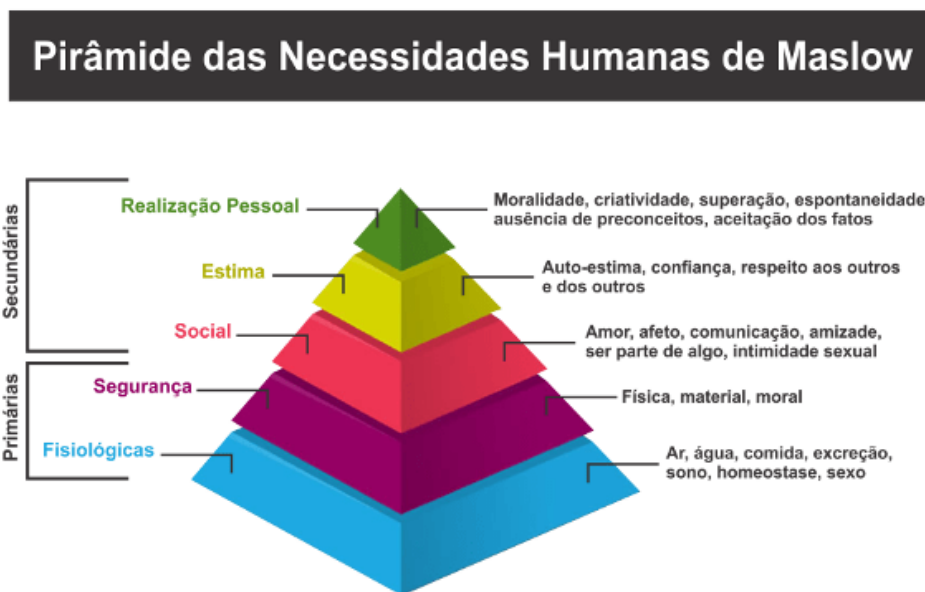 Pirâmide das Necessidades Humanas de Maslow
Secundárias
Realização Pessoal
Moralidade, criatividade, superação, espontaneidade
ausência de preconceitos, aceitação dos fatos
Estima
Auto-estima, confiança, respeito aos outros
e dos outros
Social
Amor, afeto, comunicação, amizade,
ser parte de algo, intimidade sexual
Primárias
Segurança
Física, material, moral
Fisiológicas
Ar, água, comida, excreção,
sono, homeostase, sexo